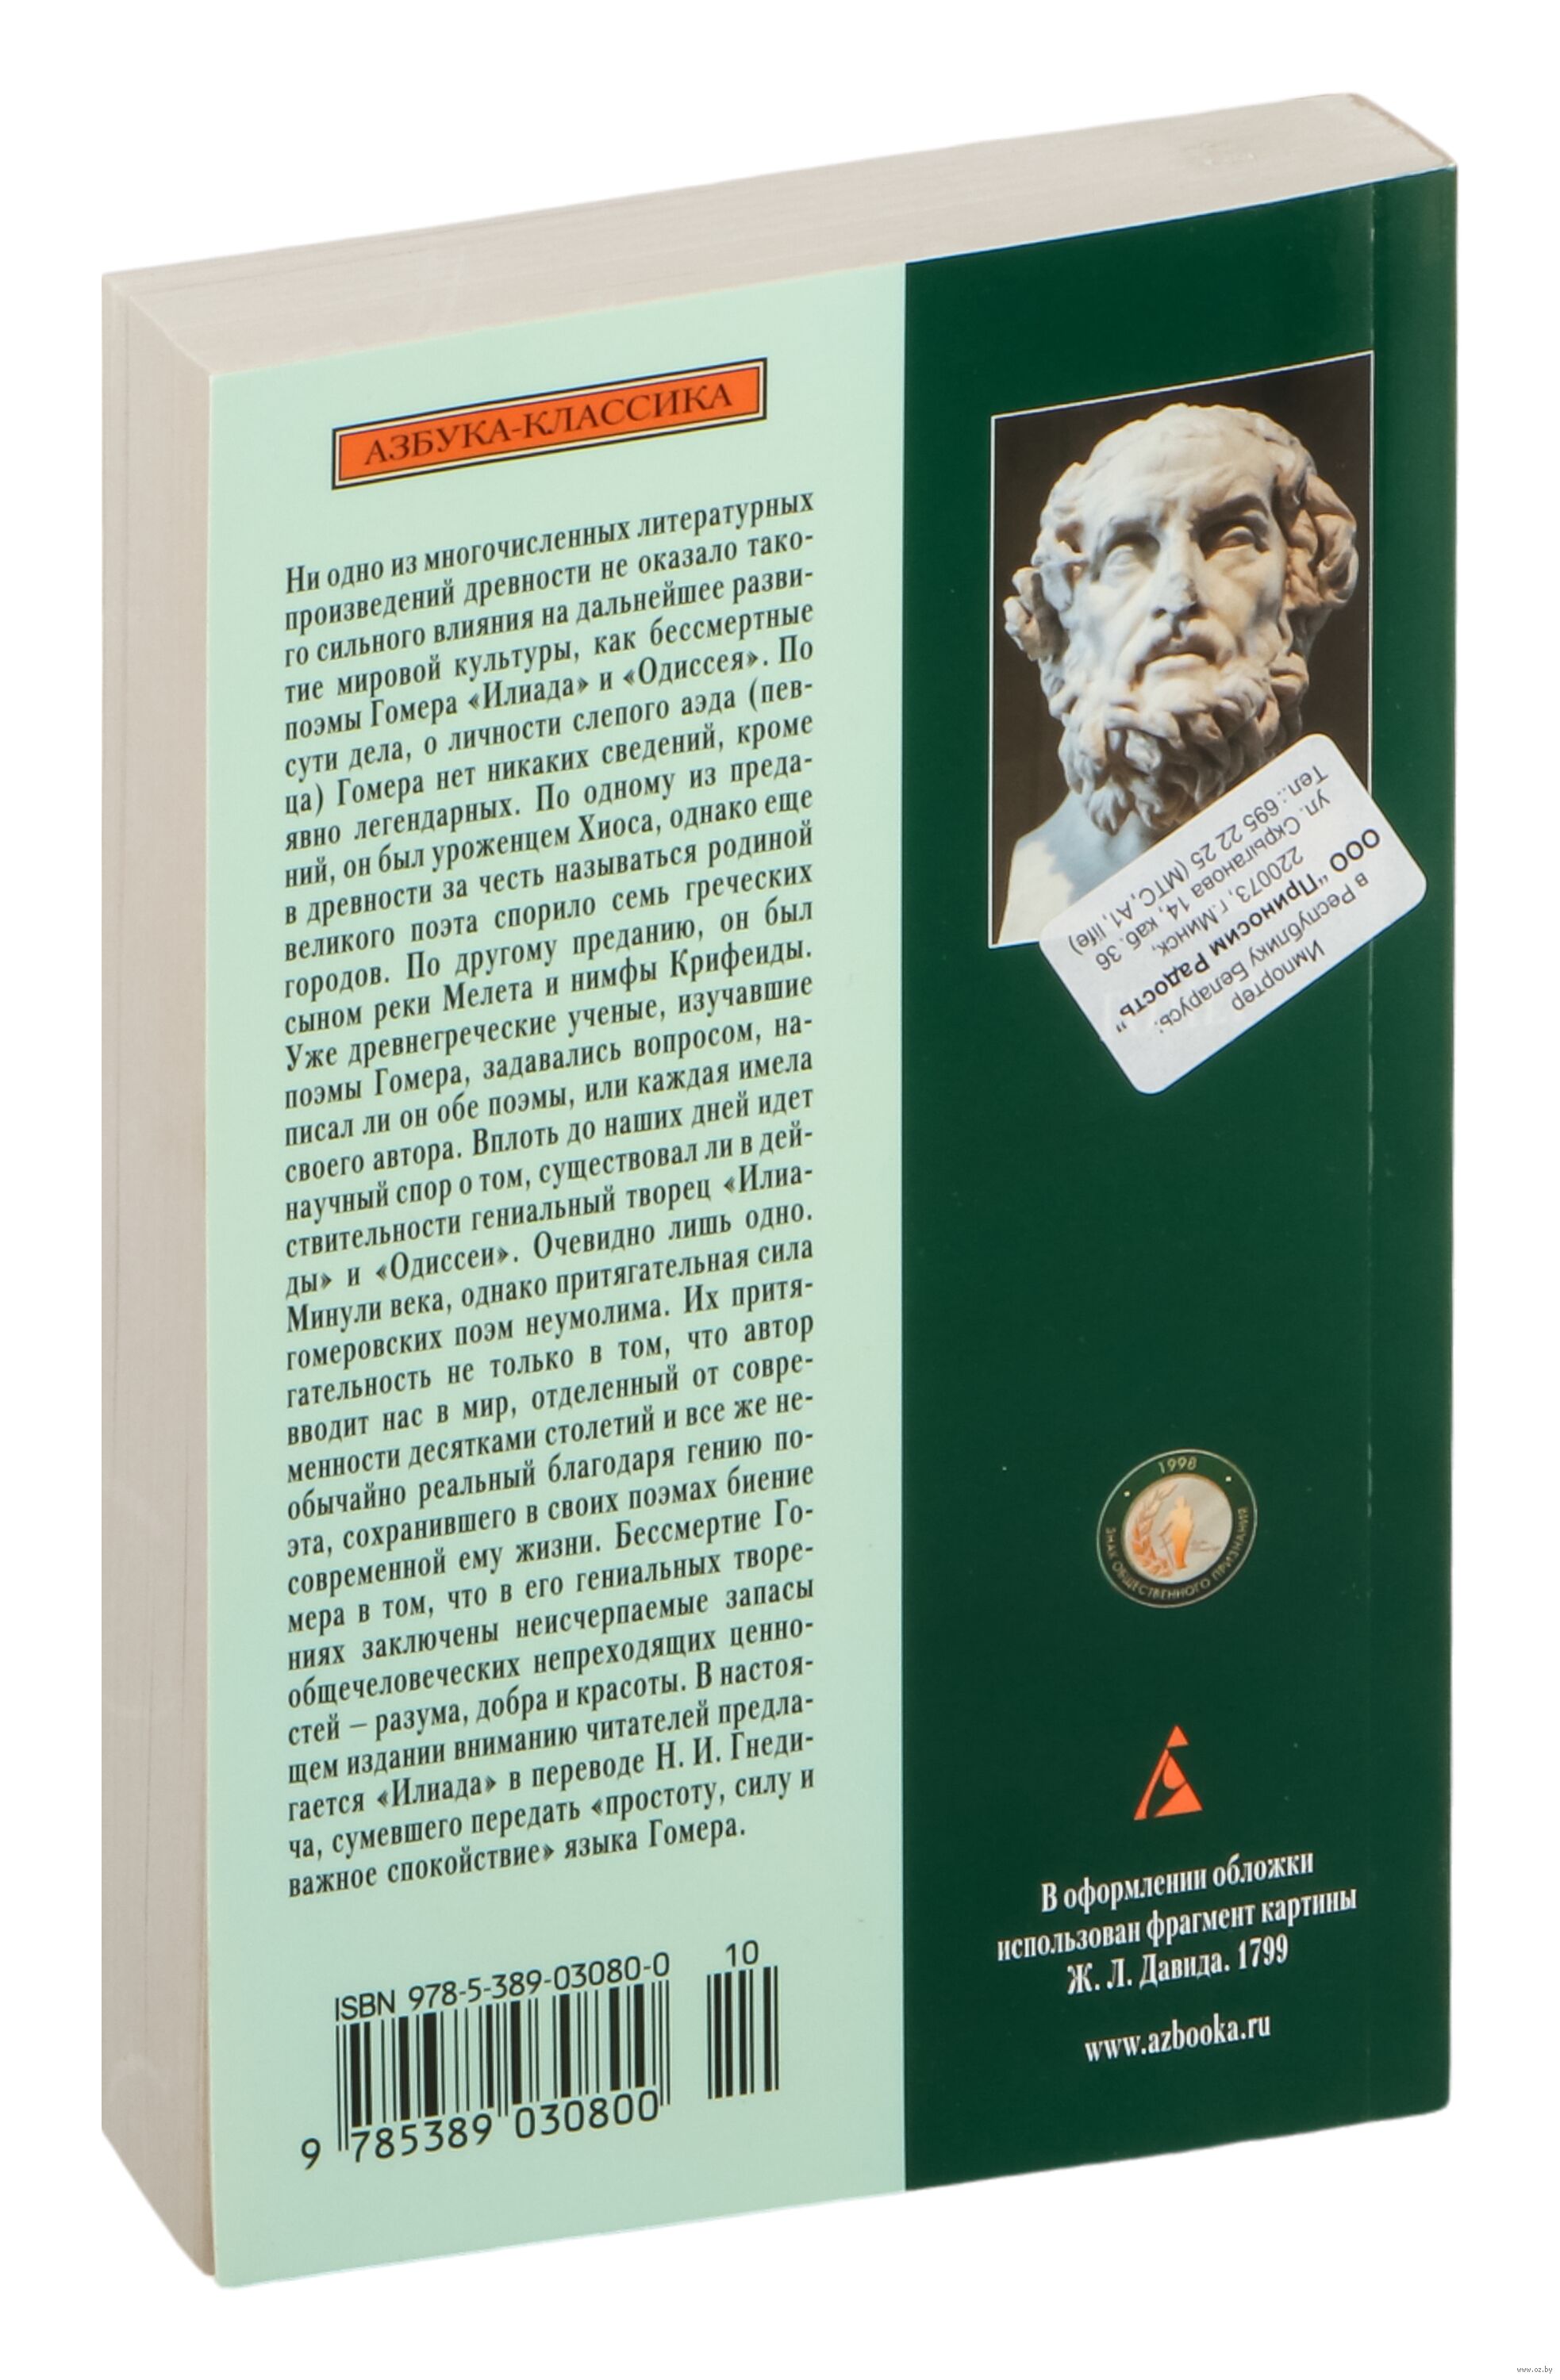 АЗБУКА-КЛАССИКА
Ни одно из многочисленных литературных
произведений древности не оказало тако-
го сильного влияния на дальнейшее разви-
тие мировой культуры, как бессмертные
поэмы Гомера «Илиада» и «Одиссея». По
сути дела, о личности слепого аэда (пев-
ца) Гомера нет никаких сведений, кроме
явно легендарных. По одному из преда-
ний, он был уроженцем Хиоса, однако еще
в древности за честь называться родиной
великого поэта спорило семь греческих
городов. По другому преданию, он был
сыном реки Мелета и нимфы Крифеиды.
Уже древнегреческие ученые, изучавшие
поэмы Гомера, задавались вопросом, на-
писал ли он обе поэмы, или каждая имела
своего автора. Вплоть до наших дней идет
научный спор о том, существовал ли в дей-
ствительности гениальный творец «Илиа-
ды» и «Одиссеи». Очевидно лишь одно.
Минули века, однако притягательная сила
гомеровских поэм неумолима. Их притя-
гательность не только в том, что автор
вводит нас в мир, отделенный от совре-
менности десятками столетий и все же не-
обычайно реальный благодаря гению по-
эта, сохранившего в своих поэмах биение
современной ему жизни. Бессмертие Го-
мера в том, что в его гениальных творе-
ниях заключены неисчерпаемые запасы
общечеловеческих непреходящих ценно-
стей – разума, добра и красоты. В настоя-
щем издании вниманию читателей предла-
гается «Илиада» в переводе Н. И. Гнеди-
ча, сумевшего передать «простоту, силу и
важное спокойствие» языка Гомера.
ISBN 978-5-389-03080-0
10
9 785389 030800
Импортер
в Республику Беларусь:
ООО "Приносим Радость"
220073, г.Минск,
ул. Скрыганова 14, каб.36
Тел.: 695 22 25 (МТС,А1, life)
1998
ЗНАК ОБЩЕСТВЕННОГО ПРИЗНАНИЯ
В оформлении обложки
использован фрагмент картины
Ж. Л. Давида. 1799
www.azbooka.ru
www.oz.by